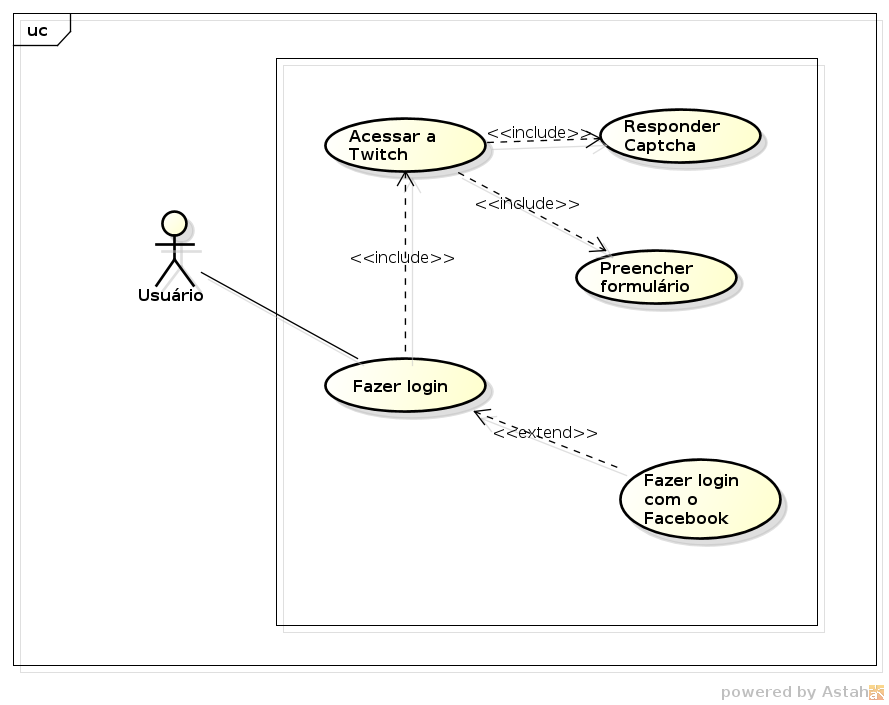 uc
Acessar a
Twitch
<<include>>
Responder
Captcha
<<include>>
<<include>>
Preencher
formulário
Usuário
Fazer login
<<extend>>
Fazer login
com o
Facebook
powered by Astah